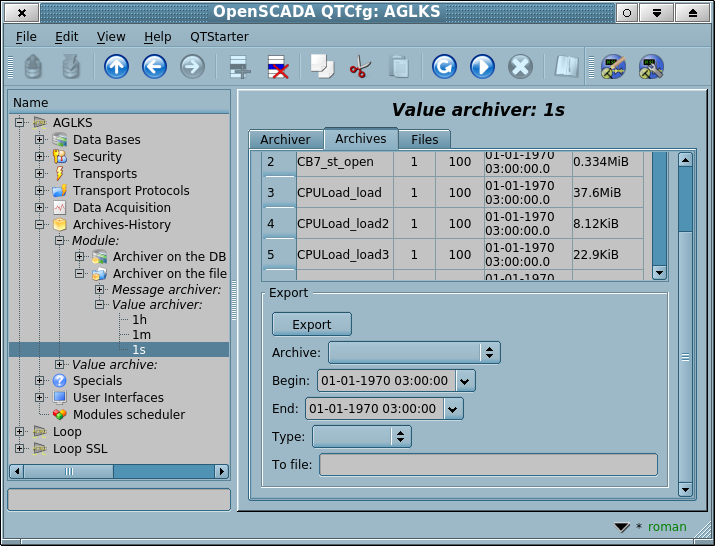 OpenSCADA QTCfg: AGLKS
File Edit View Help QTStarter
Name
AGLKS
Data Bases
Security
Transports
Transport Protocols
Data Acquisition
Archives-History
Module:
Archiver on the DB
Archiver on the file
Message archiver:
Value archiver:
1h
1m
1s
Value archive:
Specials
User Interfaces
Modules scheduler
Loop
Loop SSL
Value archiver: 1s
Archiver Archives Files
2 CB7_st_open 1 100 01-01-1970 03:00:00.0 0.334MiB
3 CPULoad_load 1 100 01-01-1970 03:00:00.0 37.6MiB
4 CPULoad_load2 1 100 01-01-1970 03:00:00.0 8.12KiB
5 CPULoad_load3 1 100 01-01-1970 03:00:00.0 22.9KiB
01-01-1970
Export
Export
Archive:
Begin: 01-01-1970 03:00:00
End: 01-01-1970 03:00:00
Type:
To file:
* roman